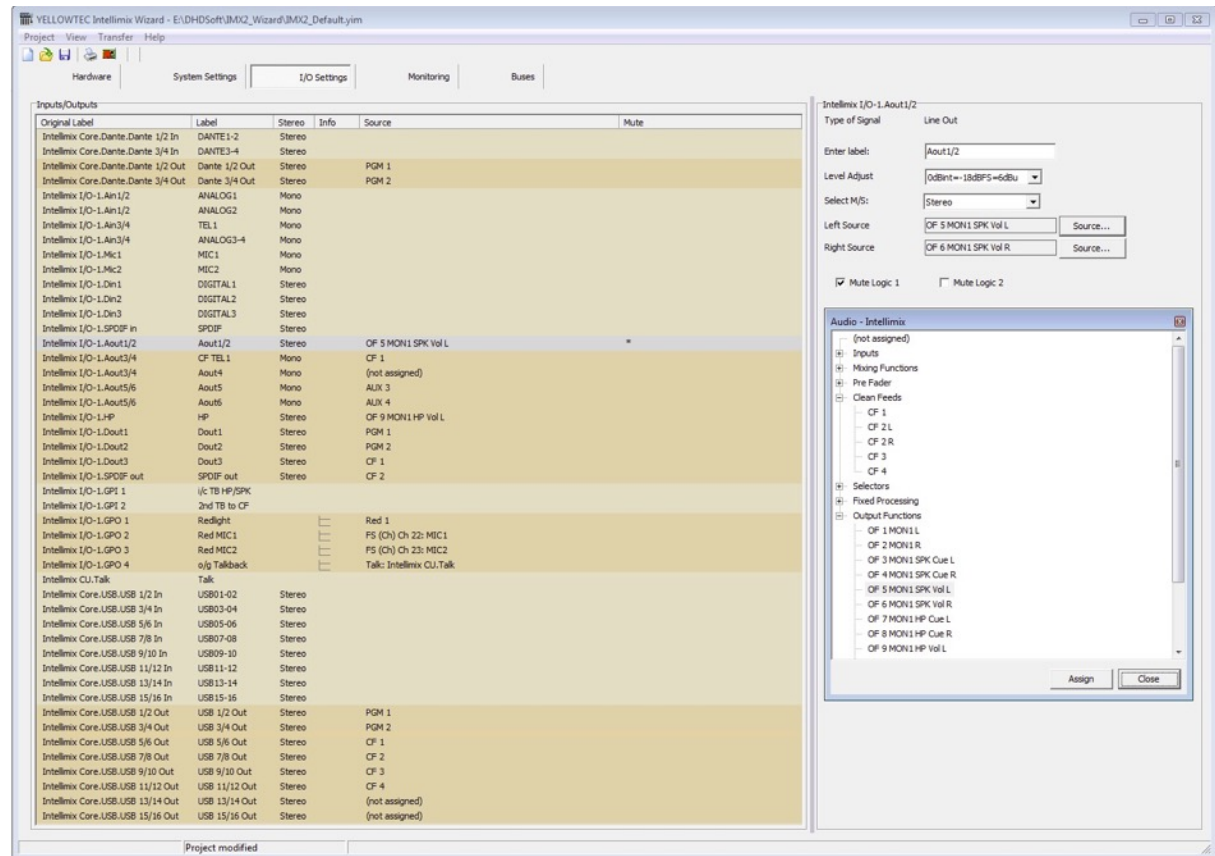 YELLOWTEC Intellimix Wizard - E:\DHDSoft\IMX2_Wizard\IMX2_Default.yim
Project View Transfer Help
Hardware System Settings I/O Settings Monitoring Buses
Inputs/Outputs
Original Label Label Stereo Info Source Mute
Intellimix Core.Dante.Dante 1/2 In DANTE1-2 Stereo
Intellimix Core.Dante.Dante 3/4 In DANTE3-4 Stereo
Intellimix Core.Dante.Dante 1/2 Out Dante 1/2 Out Stereo PGM 1
Intellimix Core.Dante.Dante 3/4 Out Dante 3/4 Out Stereo PGM 2
Intellimix I/O-1.Ain1/2 ANALOG1 Mono
Intellimix I/O-1.Ain1/2 ANALOG2 Mono
Intellimix I/O-1.Ain3/4 TEL1 Mono
Intellimix I/O-1.Ain3/4 ANALOG3-4 Mono
Intellimix I/O-1.Mic1 MIC1 Mono
Intellimix I/O-1.Mic2 MIC2 Mono
Intellimix I/O-1.Din1 DIGITAL1 Stereo
Intellimix I/O-1.Din2 DIGITAL2 Stereo
Intellimix I/O-1.Din3 DIGITAL3 Stereo
Intellimix I/O-1.SPDIF in SPDIF Stereo
Intellimix I/O-1.Aout1/2 Aout1/2 Stereo OF 5 MON1 SPK Vol L *
Intellimix I/O-1.Aout3/4 CF TEL1 Mono CF 1
Intellimix I/O-1.Aout3/4 Aout4 Mono (not assigned)
Intellimix I/O-1.Aout5/6 Aout5 Mono AUX 3
Intellimix I/O-1.Aout5/6 Aout6 Mono AUX 4
Intellimix I/O-1.HP HP Stereo OF 9 MON1 HP Vol L
Intellimix I/O-1.Dout1 Dout1 Stereo PGM 1
Intellimix I/O-1.Dout2 Dout2 Stereo PGM 2
Intellimix I/O-1.Dout3 Dout3 Stereo CF 1
Intellimix I/O-1.SPDIF out SPDIF out Stereo CF 2
Intellimix I/O-1.GPI 1 i/c TB HP/SPK
Intellimix I/O-1.GPI 2 2nd TB to CF
Intellimix I/O-1.GPO 1 Redlight Red 1
Intellimix I/O-1.GPO 2 Red MIC1 FS (Ch) Ch 22: MIC1
Intellimix I/O-1.GPO 3 Red MIC2 FS (Ch) Ch 23: MIC2
Intellimix I/O-1.GPO 4 o/g Talkback Talk: Intellimix CU.Talk
Intellimix CU.Talk Talk
Intellimix Core.USB.USB 1/2 In USB01-02 Stereo
Intellimix Core.USB.USB 3/4 In USB03-04 Stereo
Intellimix Core.USB.USB 5/6 In USB05-06 Stereo
Intellimix Core.USB.USB 7/8 In USB07-08 Stereo
Intellimix Core.USB.USB 9/10 In USB09-10 Stereo
Intellimix Core.USB.USB 11/12 In USB11-12 Stereo
Intellimix Core.USB.USB 13/14 In USB13-14 Stereo
Intellimix Core.USB.USB 15/16 In USB15-16 Stereo
Intellimix Core.USB.USB 1/2 Out USB 1/2 Out Stereo PGM 1
Intellimix Core.USB.USB 3/4 Out USB 3/4 Out Stereo PGM 2
Intellimix Core.USB.USB 5/6 Out USB 5/6 Out Stereo CF 1
Intellimix Core.USB.USB 7/8 Out USB 7/8 Out Stereo CF 2
Intellimix Core.USB.USB 9/10 Out USB 9/10 Out Stereo CF 3
Intellimix Core.USB.USB 11/12 Out USB 11/12 Out Stereo CF 4
Intellimix Core.USB.USB 13/14 Out USB 13/14 Out Stereo (not assigned)
Intellimix Core.USB.USB 15/16 Out USB 15/16 Out Stereo (not assigned)
Intellimix I/O-1.Aout1/2
Type of Signal Line Out
Enter label: Aout1/2
Level Adjust 0dBint=-18dBFS=6dBu
Select M/S: Stereo
Left Source OF 5 MON1 SPK Vol L Source...
Right Source OF 6 MON1 SPK Vol R Source...
Mute Logic 1 Mute Logic 2
Audio - Intellimix
(not assigned)
Inputs
Mixing Functions
Pre Fader
Clean Feeds
CF 1
CF 2 L
CF 2 R
CF 3
CF 4
Selectors
Fixed Processing
Output Functions
OF 1 MON1 L
OF 2 MON1 R
OF 3 MON1 SPK Cue L
OF 4 MON1 SPK Cue R
OF 5 MON1 SPK Vol L
OF 6 MON1 SPK Vol R
OF 7 MON1 HP Cue L
OF 8 MON1 HP Cue R
OF 9 MON1 HP Vol L
Assign Close
Project modified